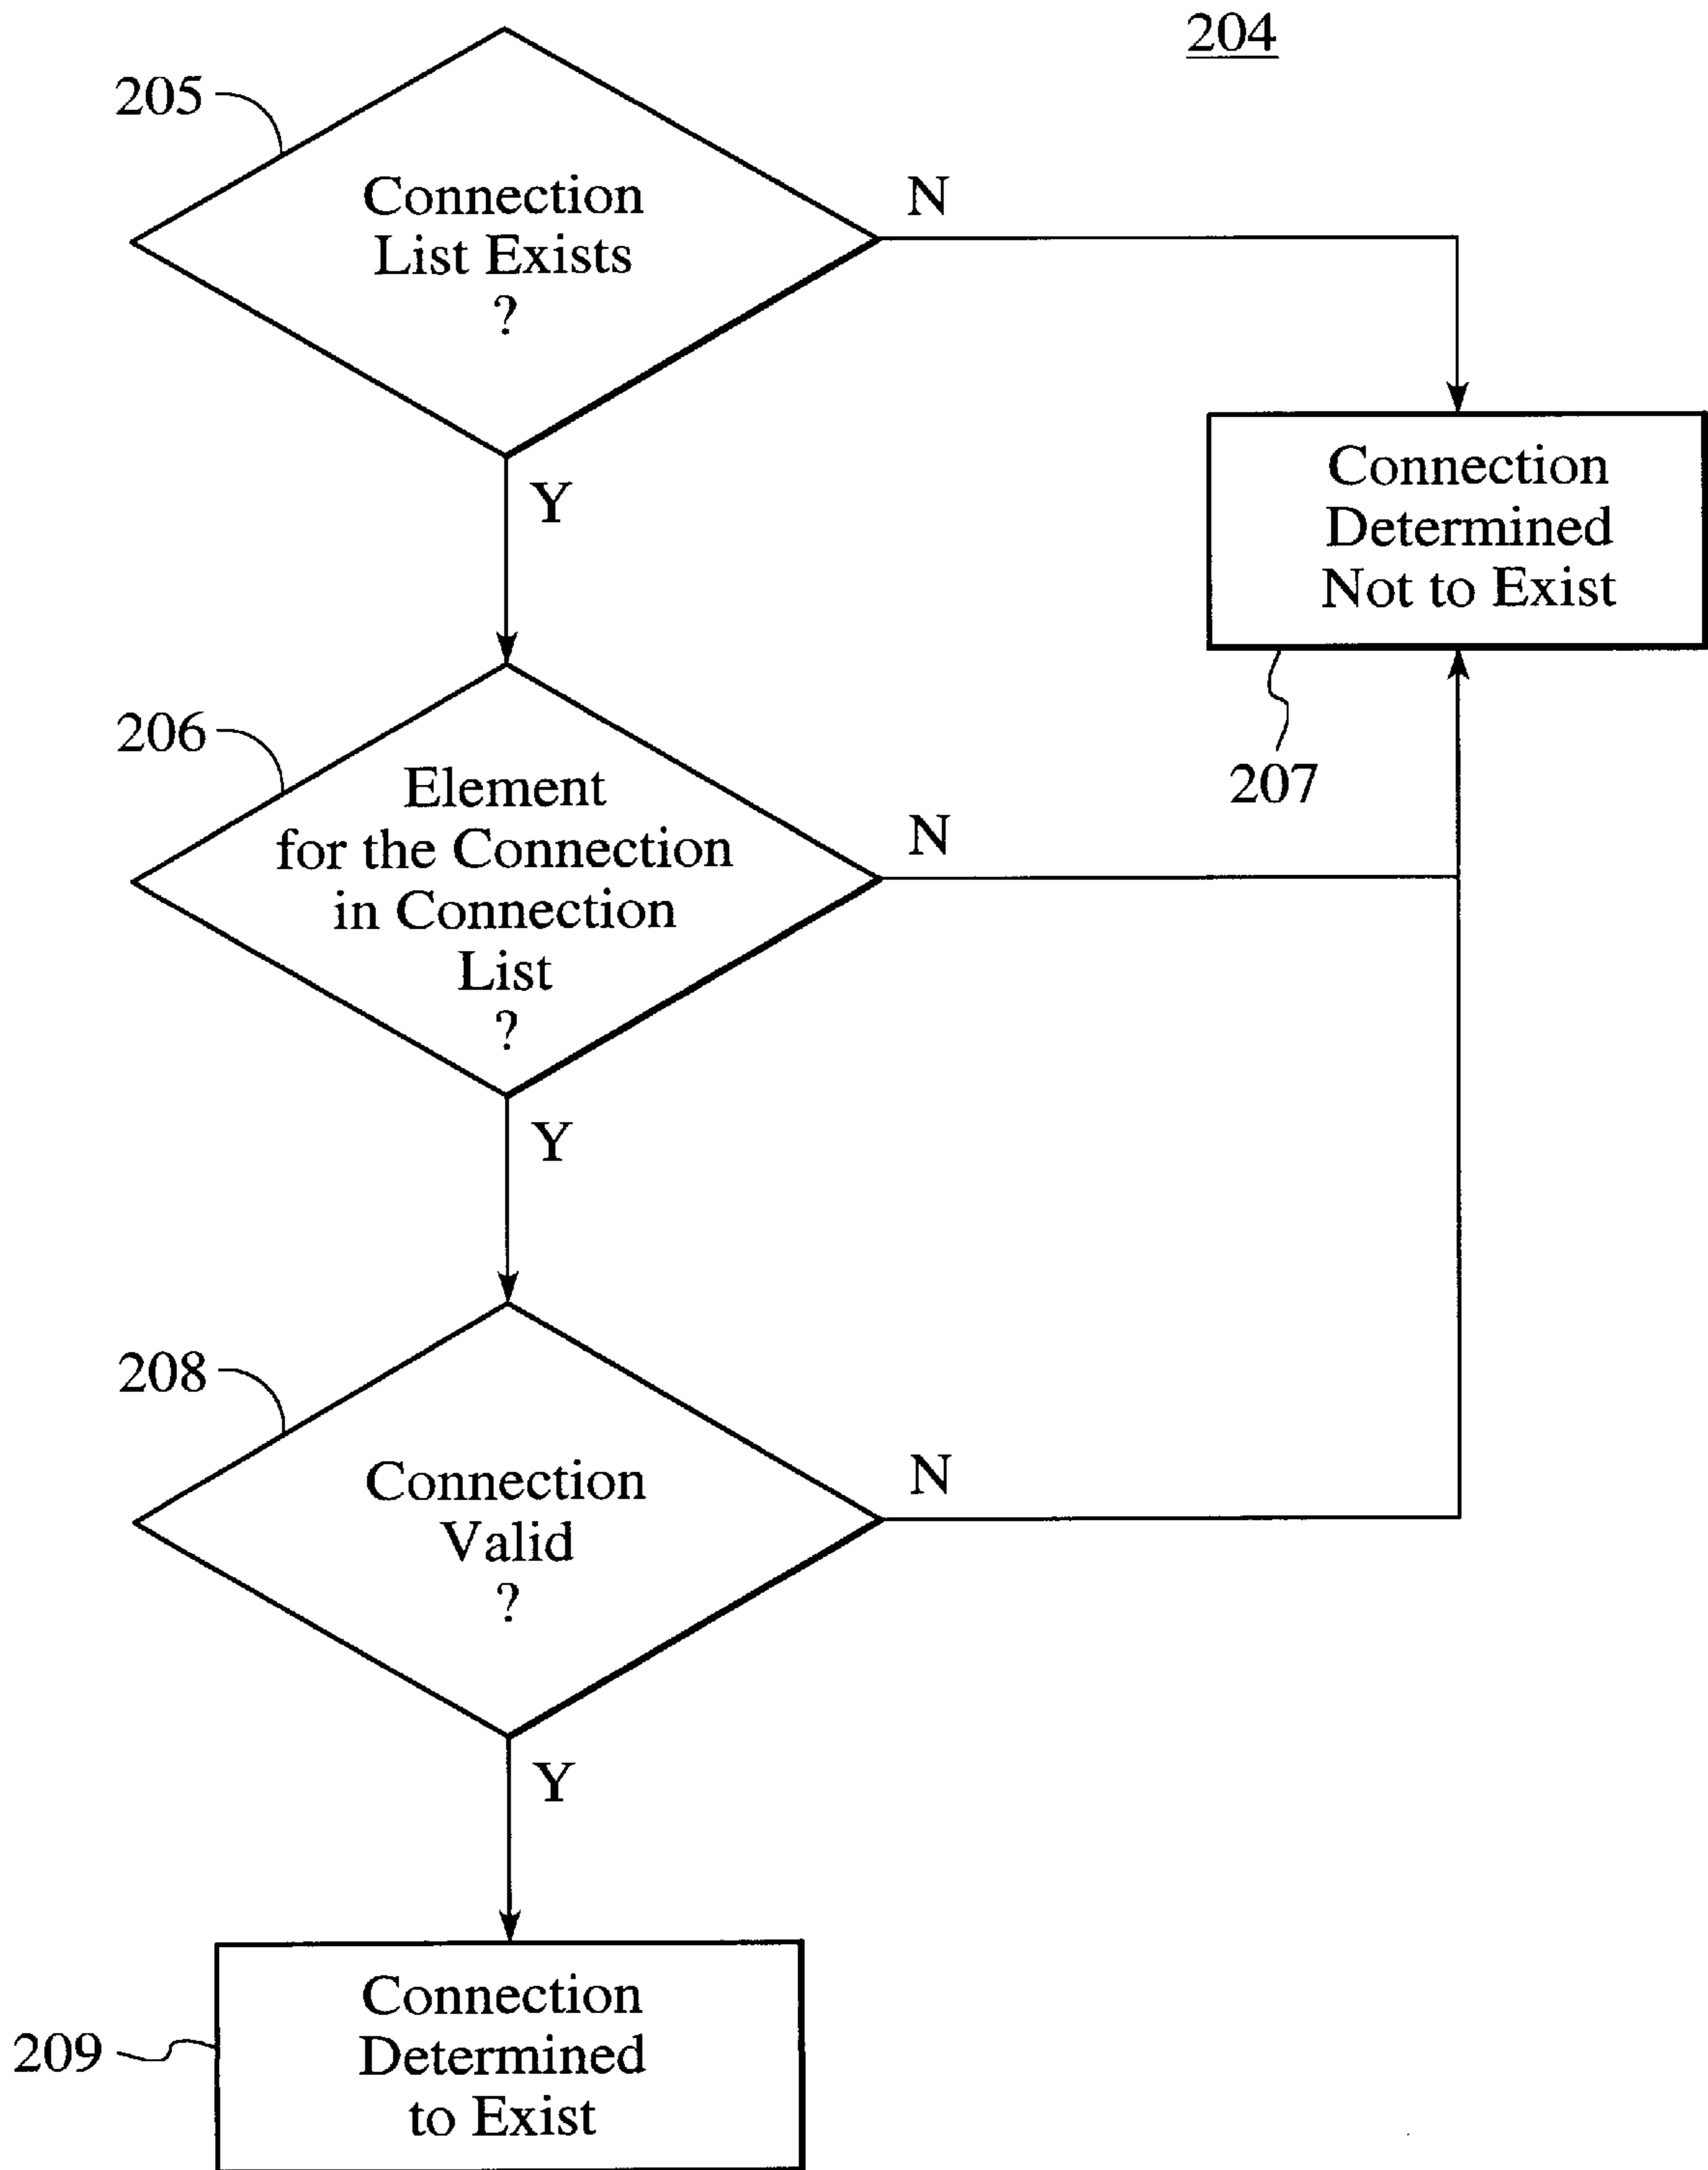 204
205
Connection
List Exists
?
N
Y
Connection
Determined
Not to Exist
207
206
Element
for the Connection
in Connection
List
?
N
Y
208
Connection
Valid
?
N
Y
209
Connection
Determined
to Exist